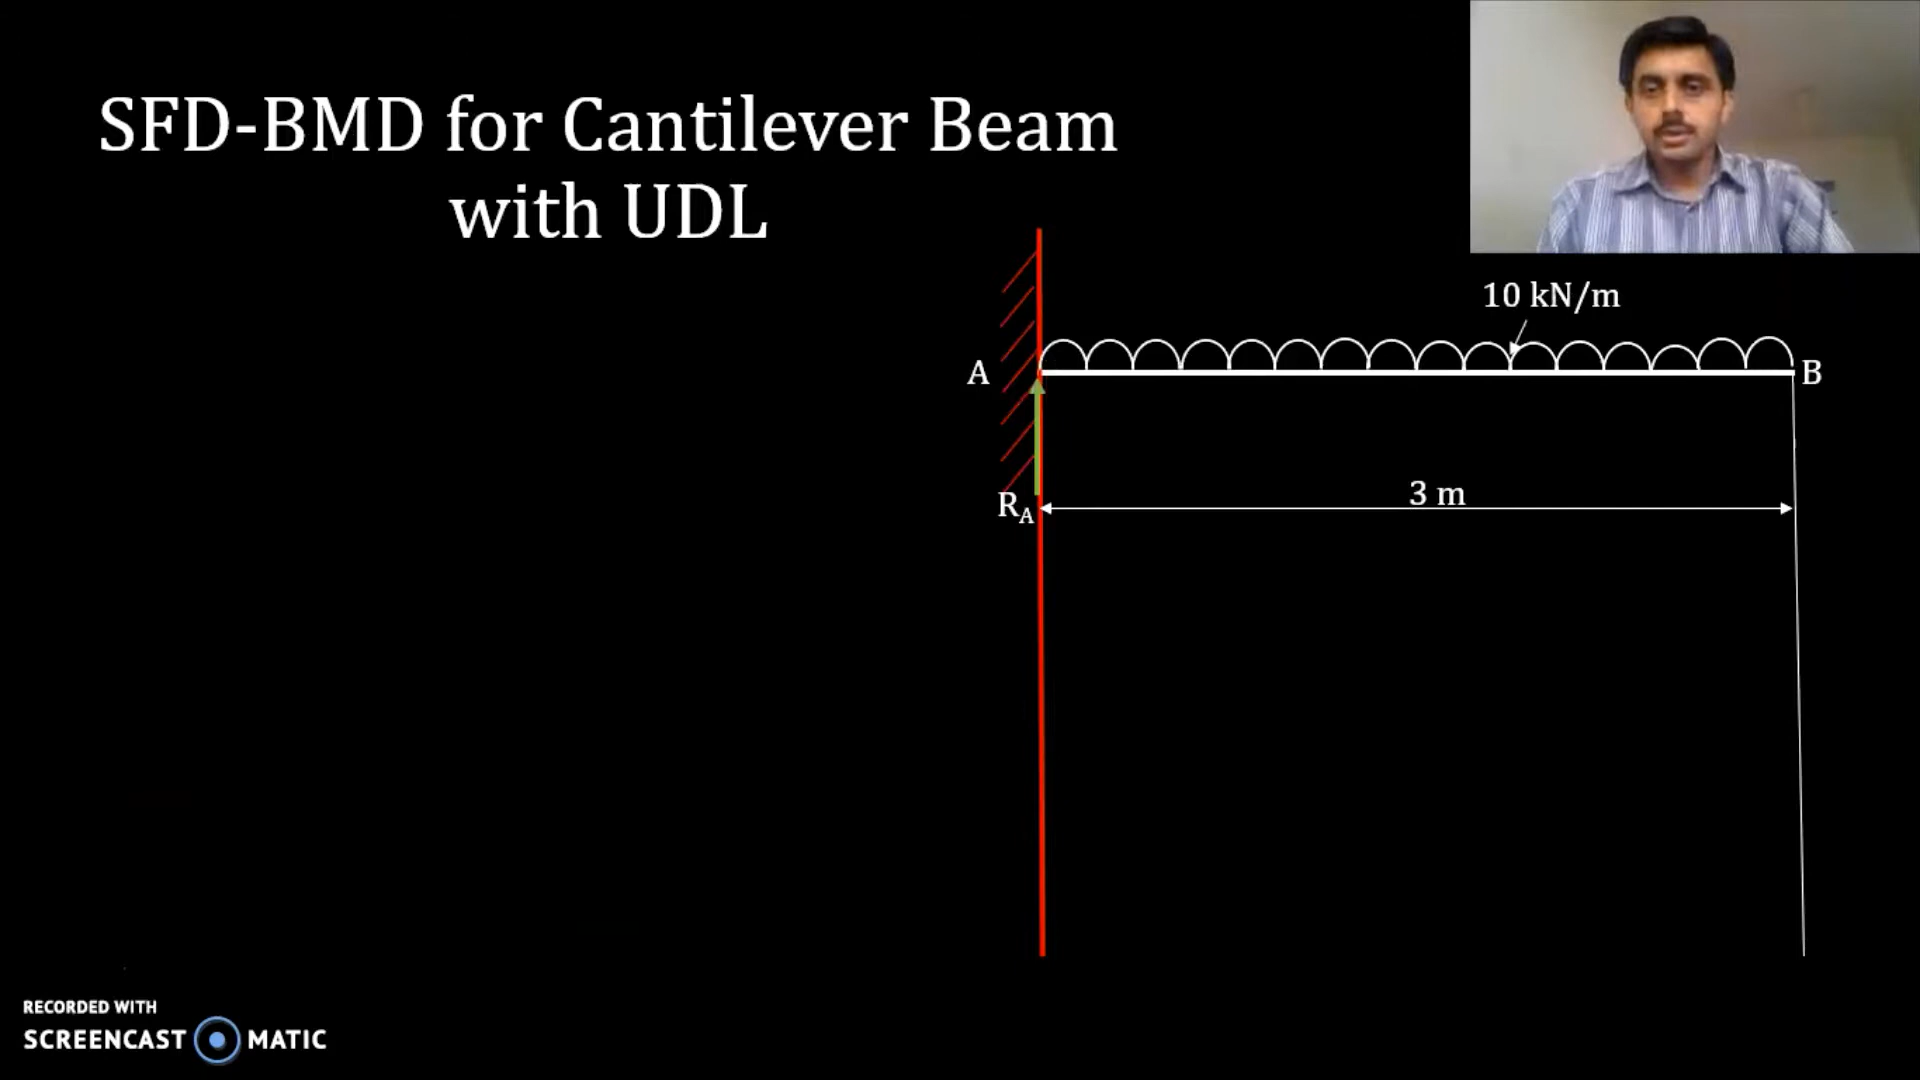 SFD-BMD for Cantilever Beam
with UDL
10 kN/m
A
B
3 m
RA
RECORDED WITH
SCREENCAST MATIC